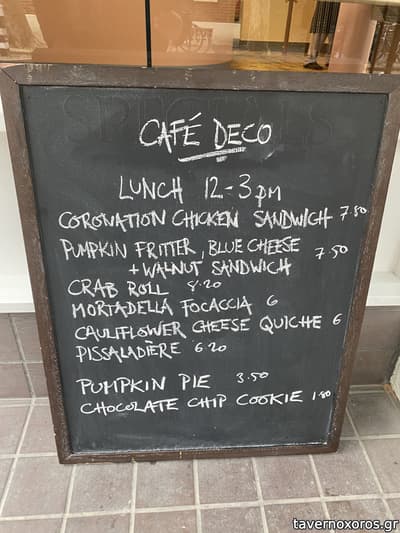 SPECIALS
CAFÉ DECO
LUNCH 12-3pm
CORONATION CHICKEN SANDWICH 7.80
PUMPKIN FRITTER, BLUE CHEESE 7.50
+ WALNUT SANDWICH
CRAB ROLL 8.20
MORTADELLA FOCACCIA 6
CAULIFLOWER CHEESE QUICHE 6
PISSALADIÈRE 6.20
PUMPKIN PIE 3.50
CHOCOLATE CHIP COOKIE 1.80
tavernoxoros.gr